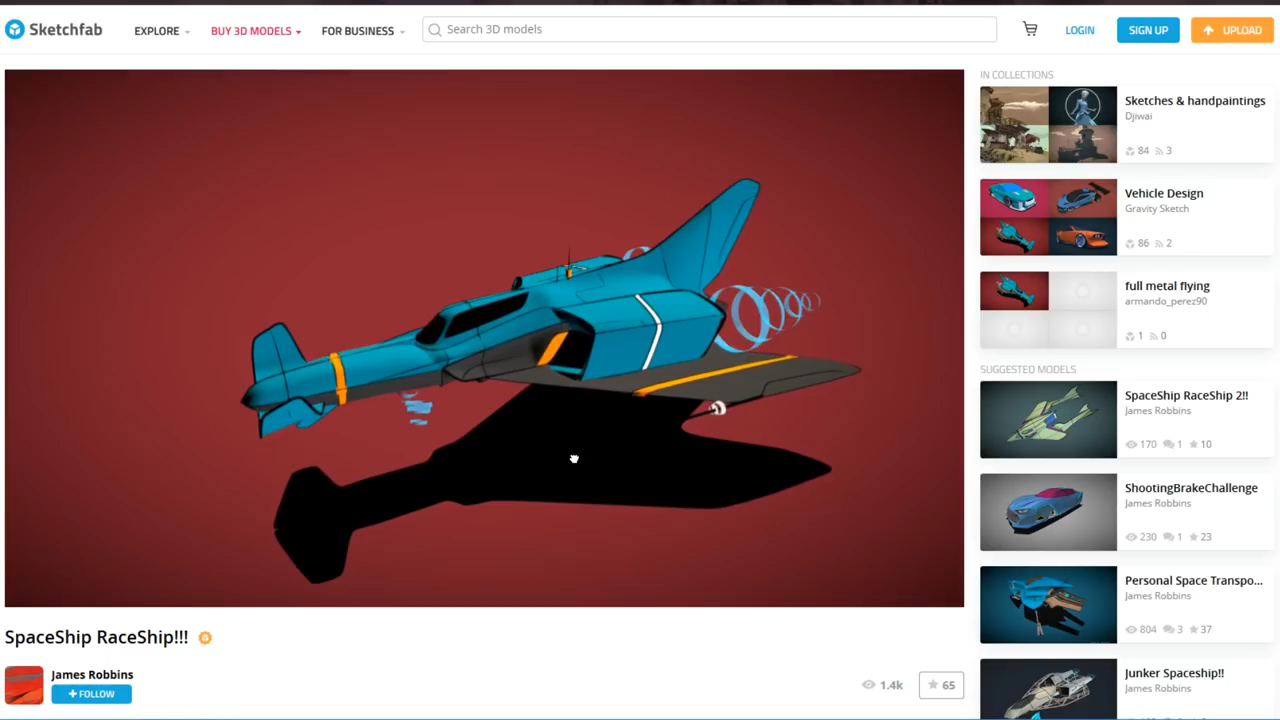 Sketchfab
EXPLORE
BUY 3D MODELS
FOR BUSINESS
Search 3D models
LOGIN
SIGN UP
UPLOAD
IN COLLECTIONS
Sketches & handpaintings
Djiwai
84 3
Vehicle Design
Gravity Sketch
86 2
full metal flying
armando_perez90
1 0
SUGGESTED MODELS
SpaceShip RaceShip 2!!
James Robbins
170 1 10
ShootingBrakeChallenge
James Robbins
230 1 23
Personal Space Transpo...
James Robbins
804 3 37
Junker Spaceship!!
James Robbins
SpaceShip RaceShip!!!
James Robbins
+ FOLLOW
1.4k
65